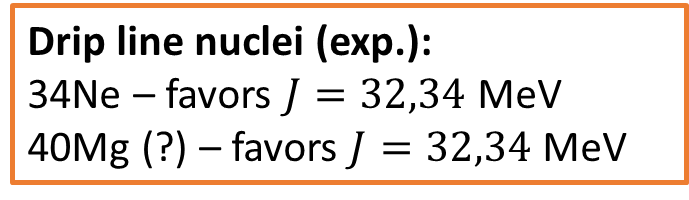 Drip line nuclei (exp.):
34Ne – favors J = 32,34 MeV
40Mg (?) – favors J = 32,34 MeV